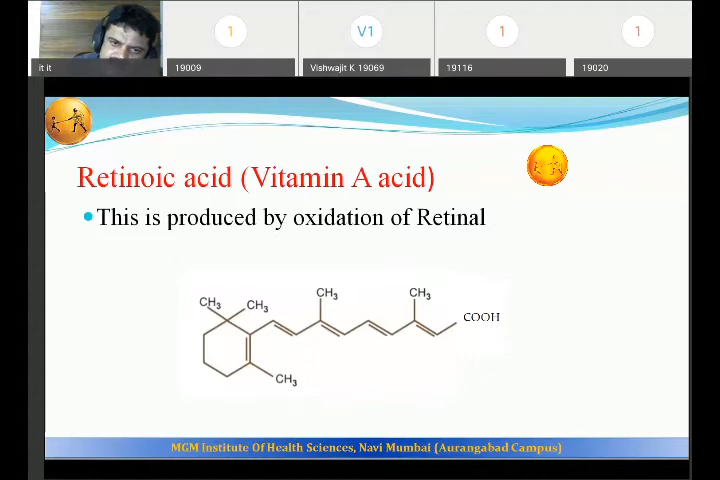 1
V1
1
1
it it
19009
Vishwajit K 19069
19116
19020
Retinoic acid (Vitamin A acid)
This is produced by oxidation of Retinal
CH3
CH3
CH3
CH3
COOH
CH3
MGM Institute Of Health Sciences, Navi Mumbai (Aurangabad Campus)